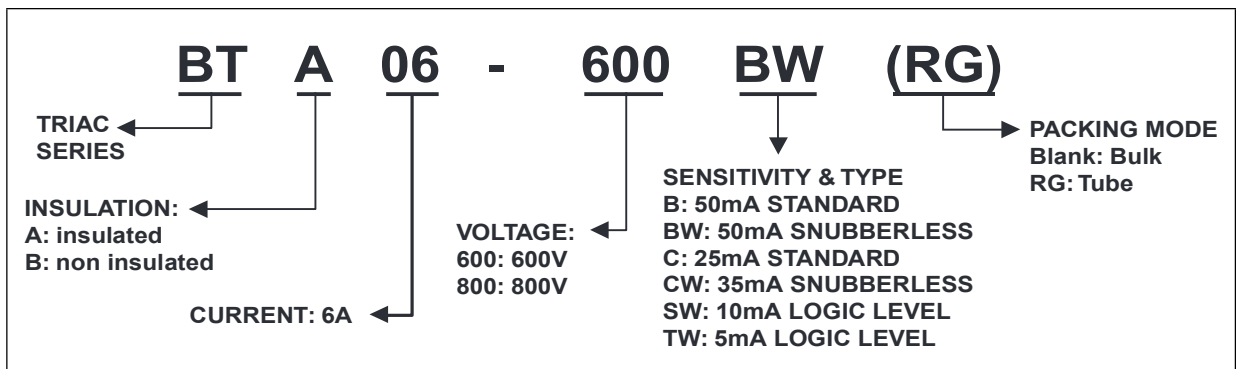 BT A 06 - 600 BW (RG)
TRIAC
SERIES
INSULATION:
A: insulated
B: non insulated
CURRENT: 6A
VOLTAGE:
600: 600V
800: 800V
SENSITIVITY & TYPE
B: 50mA STANDARD
BW: 50mA SNUBBERLESS
C: 25mA STANDARD
CW: 35mA SNUBBERLESS
SW: 10mA LOGIC LEVEL
TW: 5mA LOGIC LEVEL
PACKING MODE
Blank: Bulk
RG: Tube